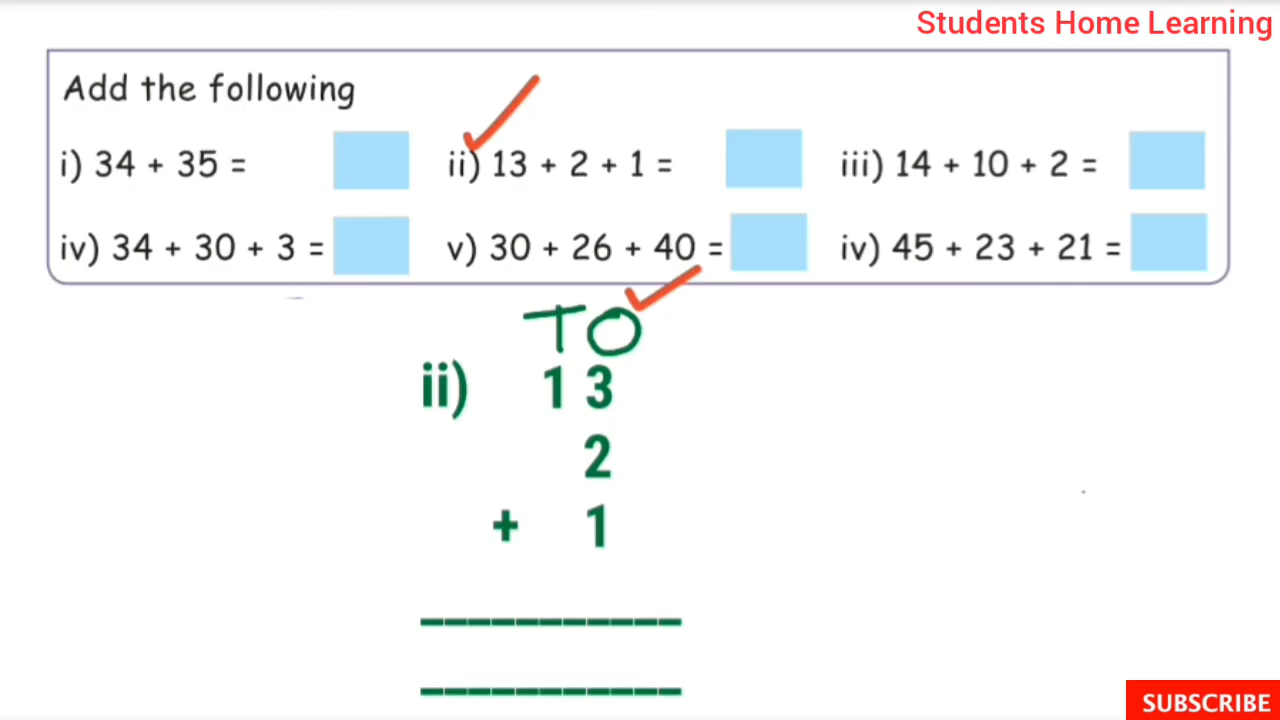 Students Home Learning
Add the following
i) 34 + 35 = ii) 13 + 2 + 1 = iii) 14 + 10 + 2 =
iv) 34 + 30 + 3 = v) 30 + 26 + 40 = iv) 45 + 23 + 21 =
T O
ii) 1 3
2
+ 1
SUBSCRIBE